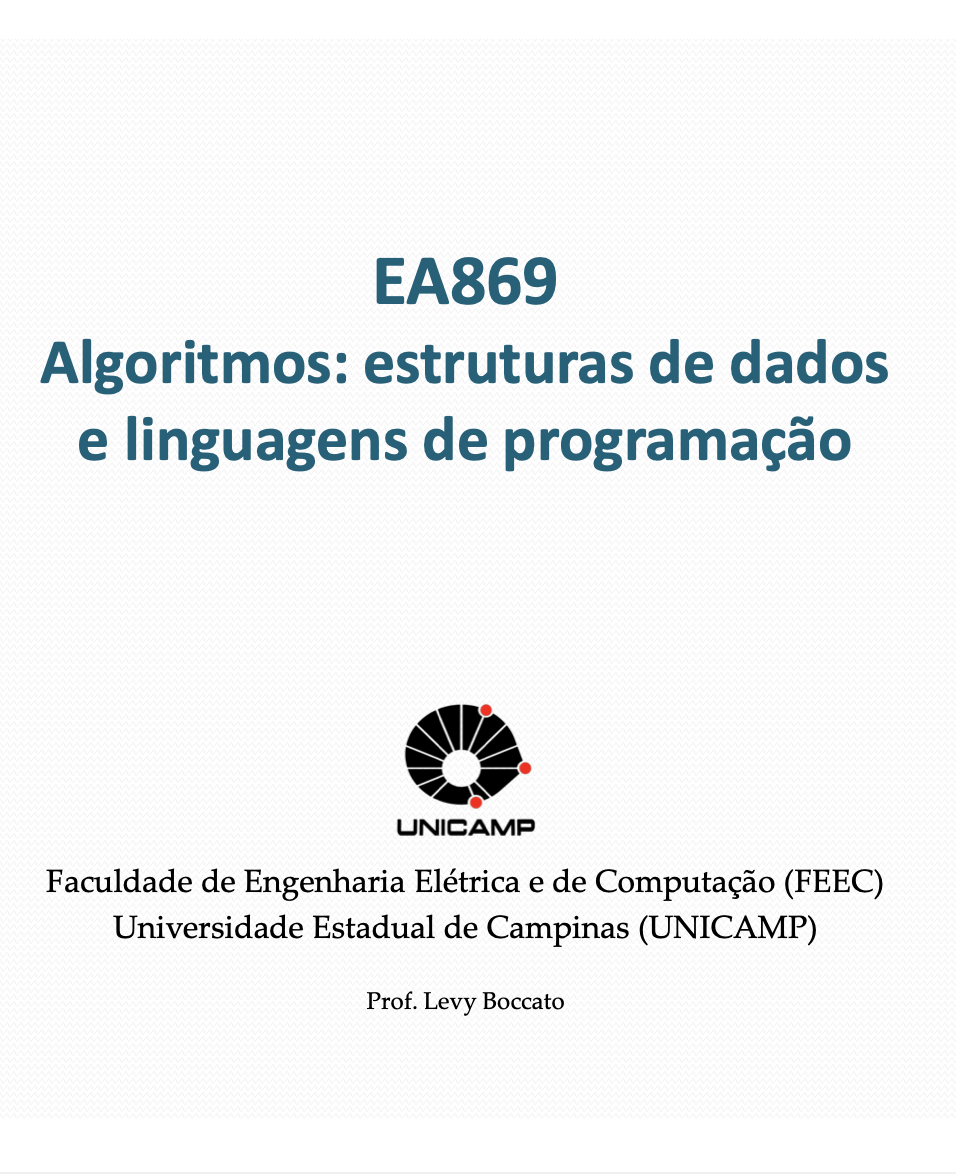 EA869
Algoritmos: estruturas de dados
e linguagens de programação
UNICAMP
Faculdade de Engenharia Elétrica e de Computação (FEEC)
Universidade Estadual de Campinas (UNICAMP)
Prof. Levy Boccato